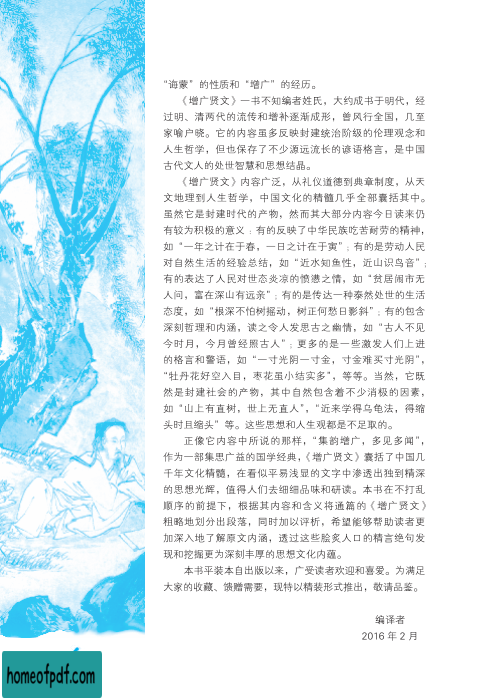 “诲蒙”的性质和“增广”的经历。
《增广贤文》一书不知编者姓氏，大约成书于明代，经
过明、清两代的流传和增补逐渐成形，曾风行全国，几至
家喻户晓。它的内容虽多反映封建统治阶级的伦理观念和
人生哲学，但也保存了不少源远流长的谚语格言，是中国
古代文人的处世智慧和思想结晶。
《增广贤文》内容广泛，从礼仪道德到典章制度，从天
文地理到人生哲学，中国文化的精髓几乎全部囊括其中。
虽然它是封建时代的产物，然而其大部分内容今日读来仍
有较为积极的意义：有的反映了中华民族吃苦耐劳的精神，
如“一年之计在于春，一日之计在于寅”；有的是劳动人民
对自然生活的经验总结，如“近水知鱼性，近山识鸟音”；
有的表达了人民对世态炎凉的愤懑之情，如“贫居闹市无
人问，富在深山有远亲”；有的是传达一种泰然处世的生活
态度，如“根深不怕树摇动，树正何愁日影斜”；有的包含
深刻哲理和内涵，读之令人发思古之幽情，如“古人不见
今时月，今月曾经照古人”；更多的是一些激发人们上进
的格言和警语，如“一寸光阴一寸金，寸金难买寸光阴”，
“牡丹花好空入目，枣花虽小结实多”，等等。当然，它既
然是封建社会的产物，其中自然包含着不少消极的因素，
如“山上有直树，世上无直人”，“近来学得乌龟法，得缩
头时且缩头”等。这些思想和人生观都是不足取的。
正像它内容中所说的那样，“集韵增广，多见多闻”，
作为一部集思广益的国学经典，《增广贤文》囊括了中国几
千年文化精髓，在看似平易浅显的文字中渗透出独到精深
的思想光辉，值得人们去细细品味和研读。本书在不打乱
顺序的前提下，根据其内容和含义将通篇的《增广贤文》
粗略地划分出段落，同时加以评析，希望能够帮助读者更
加深入地了解原文内涵，透过这些脍炙人口的精言绝句发
现和挖掘更为深刻丰厚的思想文化内蕴。
本书平装本自出版以来，广受读者欢迎和喜爱。为满足
大家的收藏、馈赠需要，现特以精装形式推出，敬请品鉴。
编译者
2016 年 2 月
homeofpdf.com